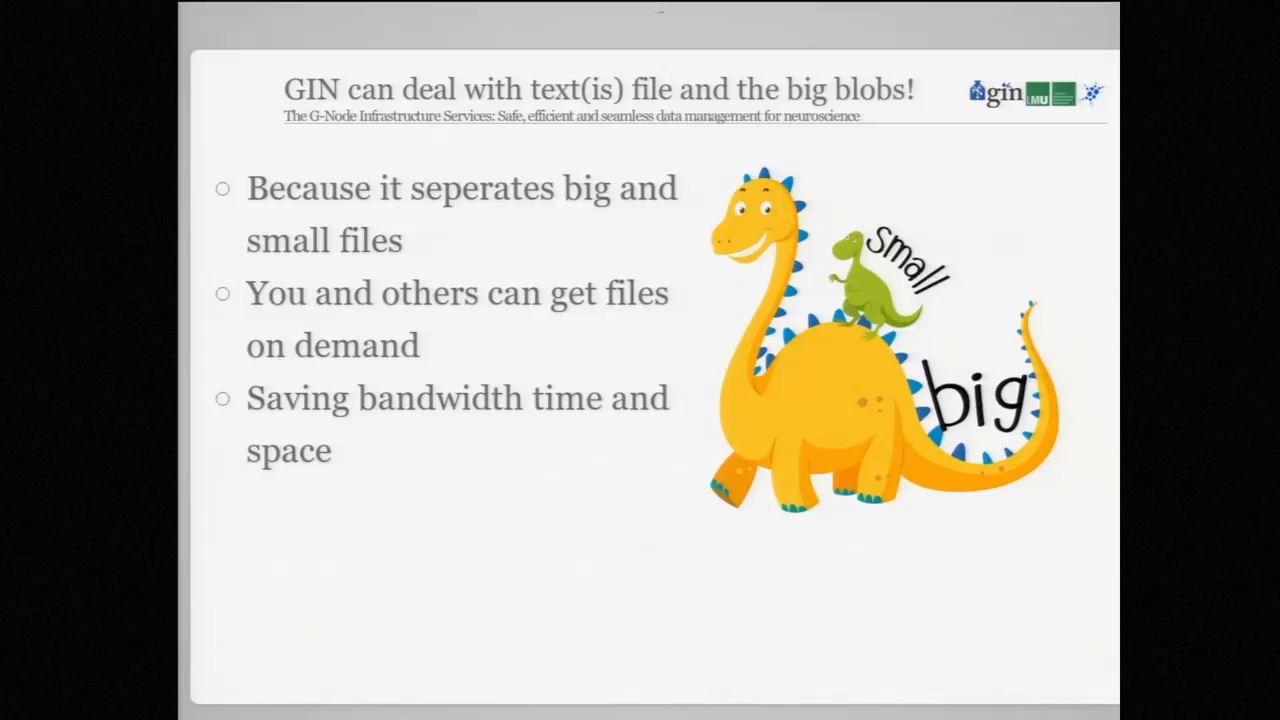 GIN can deal with text(is) file and the big blobs!
The G-Node Infrastructure Services: Safe, efficient and seamless data management for neuroscience
gin
LMU
Because it seperates big and
small files
You and others can get files
on demand
Saving bandwidth time and
space
small
big